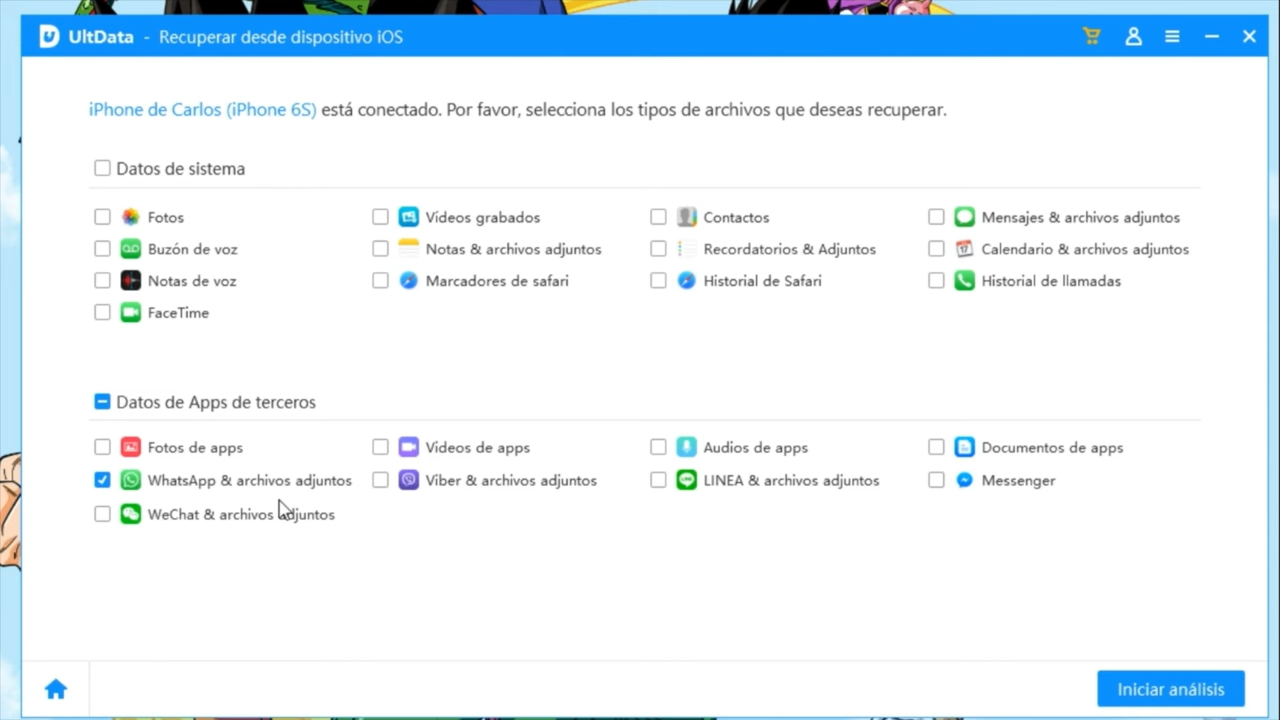 UltData - Recuperar desde dispositivo iOS
iPhone de Carlos (iPhone 6S) está conectado. Por favor, selecciona los tipos de archivos que deseas recuperar.
Datos de sistema
Fotos Vídeos grabados Contactos Mensajes & archivos adjuntos
Buzón de voz Notas & archivos adjuntos Recordatorios & Adjuntos Calendario & archivos adjuntos
Notas de voz Marcadores de safari Historial de Safari Historial de llamadas
FaceTime
Datos de Apps de terceros
Fotos de apps Vídeos de apps Audios de apps Documentos de apps
WhatsApp & archivos adjuntos Viber & archivos adjuntos LINEA & archivos adjuntos Messenger
WeChat & archivos adjuntos
Iniciar análisis